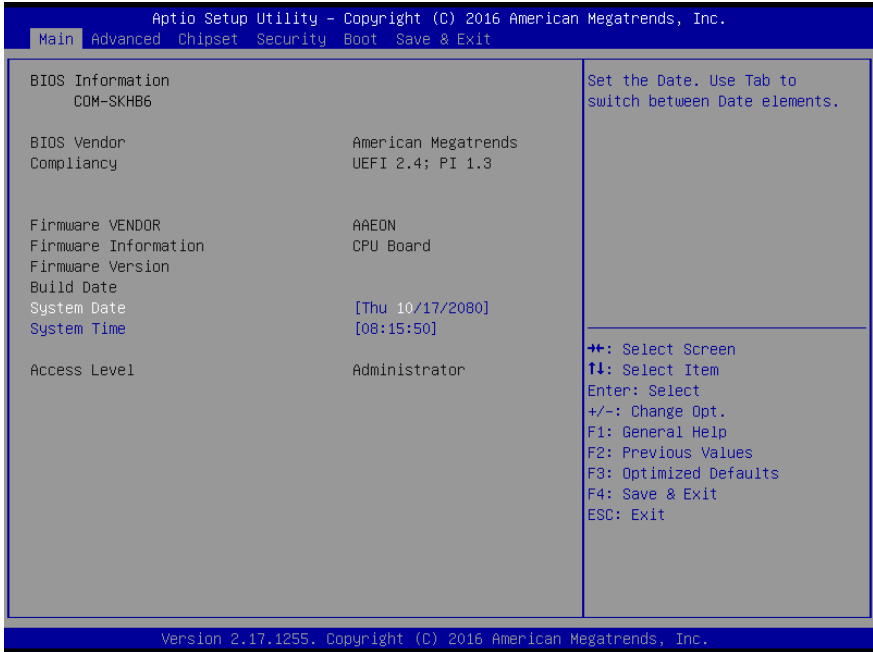 Aptio Setup Utility – Copyright (C) 2016 American Megatrends, Inc.
Main Advanced Chipset Security Boot Save & Exit
BIOS Information
COM-SKHB6
BIOS Vendor American Megatrends
Compliancy UEFI 2.4; PI 1.3
Firmware VENDOR AAEON
Firmware Information CPU Board
Firmware Version
Build Date
System Date [Thu 10/17/2080]
System Time [08:15:50]
Access Level Administrator
Set the Date. Use Tab to
switch between Date elements.
→←: Select Screen
↑↓: Select Item
Enter: Select
+/-: Change Opt.
F1: General Help
F2: Previous Values
F3: Optimized Defaults
F4: Save & Exit
ESC: Exit
Version 2.17.1255. Copyright (C) 2016 American Megatrends, Inc.